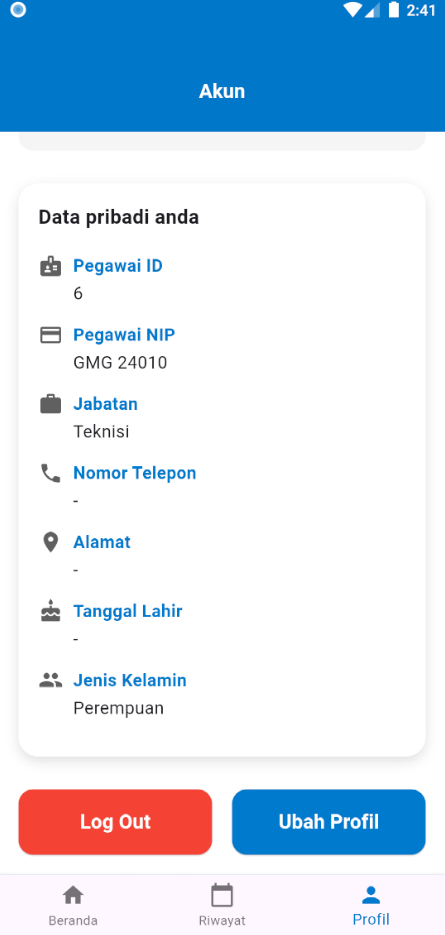 2:41
Akun
Data pribadi anda
Pegawai ID
6
Pegawai NIP
GMG 24010
Jabatan
Teknisi
Nomor Telepon
-
Alamat
-
Tanggal Lahir
-
Jenis Kelamin
Perempuan
Log Out Ubah Profil
Beranda Riwayat Profil